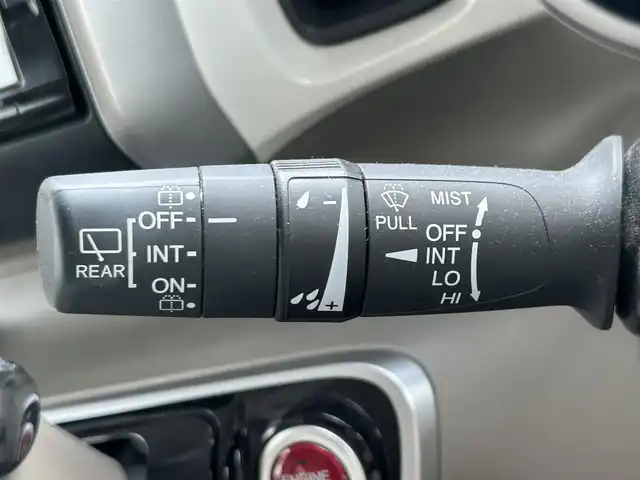 REAR
OFF
INT
ON
-
+
PULL
MIST
OFF
INT
LO
HI
ENGINE